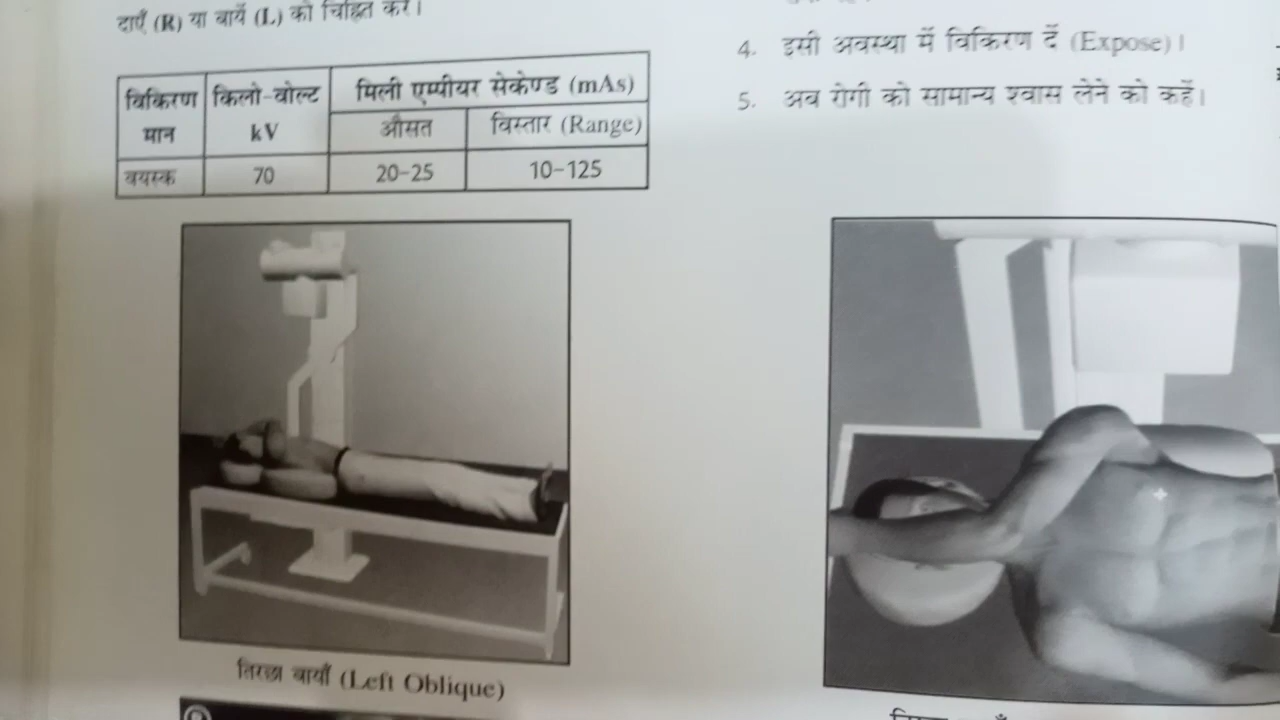 दाएँ (R) या बायें (L) को चिह्नित करें।
विकिरण मान किलो-वोल्ट kV मिली एम्पीयर सेकेण्ड (mAs)
औसत विस्तार (Range)
वयस्क 70 20-25 10-125
तिरछा बायाँ (Left Oblique)
R
4. इसी अवस्था में विकिरण दें (Expose)।
5. अब रोगी को सामान्य श्वास लेने को कहें।